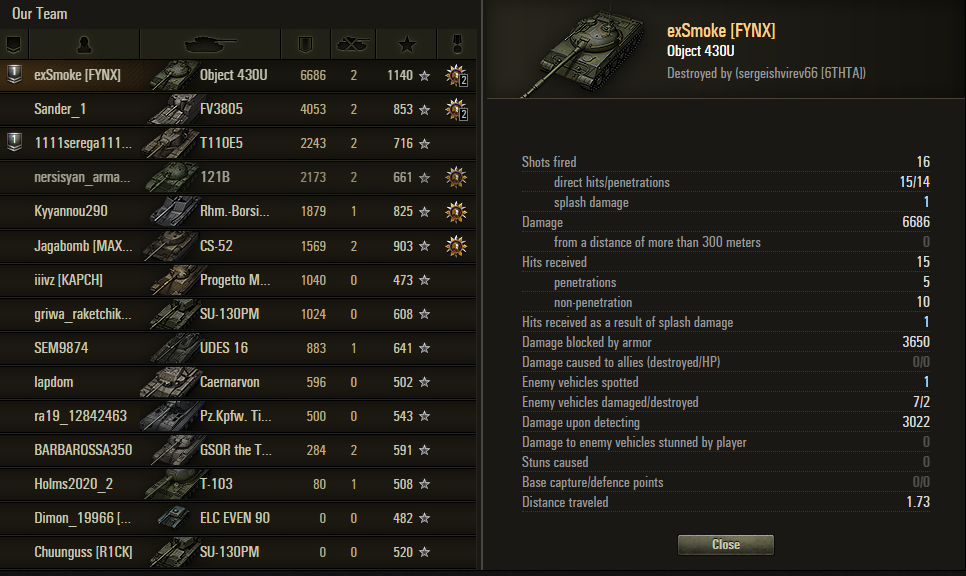 Our Team
exSmoke [FYNX] Object 430U 6686 2 1140 2
Sander_1 FV3805 4053 2 853 2
1111serega111... T110E5 2243 2 716
nersisyan_arma... 121B 2173 2 661
Kyyannou290 Rhm.-Borsi... 1879 1 825
Jagabomb [MAX... CS-52 1569 2 903
iiivz [KAPCH] Progetto M... 1040 0 473
griwa_raketchik... SU-130PM 1024 0 608
SEM9874 UDES 16 883 1 641
lapdom Caernarvon 596 0 502
ra19_12842463 Pz.Kpfw. Ti... 500 0 543
BARBAROSSA350 GSOR the T... 284 2 591
Holms2020_2 T-103 80 1 508
Dimon_19966 [... ELC EVEN 90 0 0 482
Chuunguss [R1CK] SU-130PM 0 0 520
exSmoke [FYNX]
Object 430U
Destroyed by (sergeishvirev66 [6THTA])
Shots fired 16
direct hits/penetrations 15/14
splash damage 1
Damage 6686
from a distance of more than 300 meters 0
Hits received 15
penetrations 5
non-penetration 10
Hits received as a result of splash damage 1
Damage blocked by armor 3650
Damage caused to allies (destroyed/HP) 0/0
Enemy vehicles spotted 1
Enemy vehicles damaged/destroyed 7/2
Damage upon detecting 3022
Damage to enemy vehicles stunned by player 0
Stuns caused 0
Base capture/defence points 0/0
Distance traveled 1.73
Close